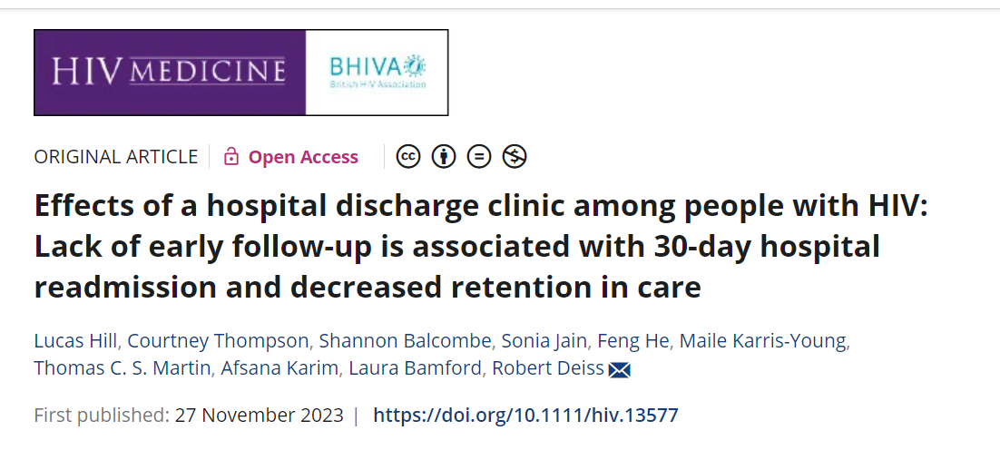 HIV MEDICINE
BHIVA
British HIV Association
ORIGINAL ARTICLE
Open Access
cc
Effects of a hospital discharge clinic among people with HIV:
Lack of early follow-up is associated with 30-day hospital
readmission and decreased retention in care
Lucas Hill, Courtney Thompson, Shannon Balcombe, Sonia Jain, Feng He, Maile Karris-Young,
Thomas C. S. Martin, Afsana Karim, Laura Bamford, Robert Deiss
First published: 27 November 2023 | https://doi.org/10.1111/hiv.13577